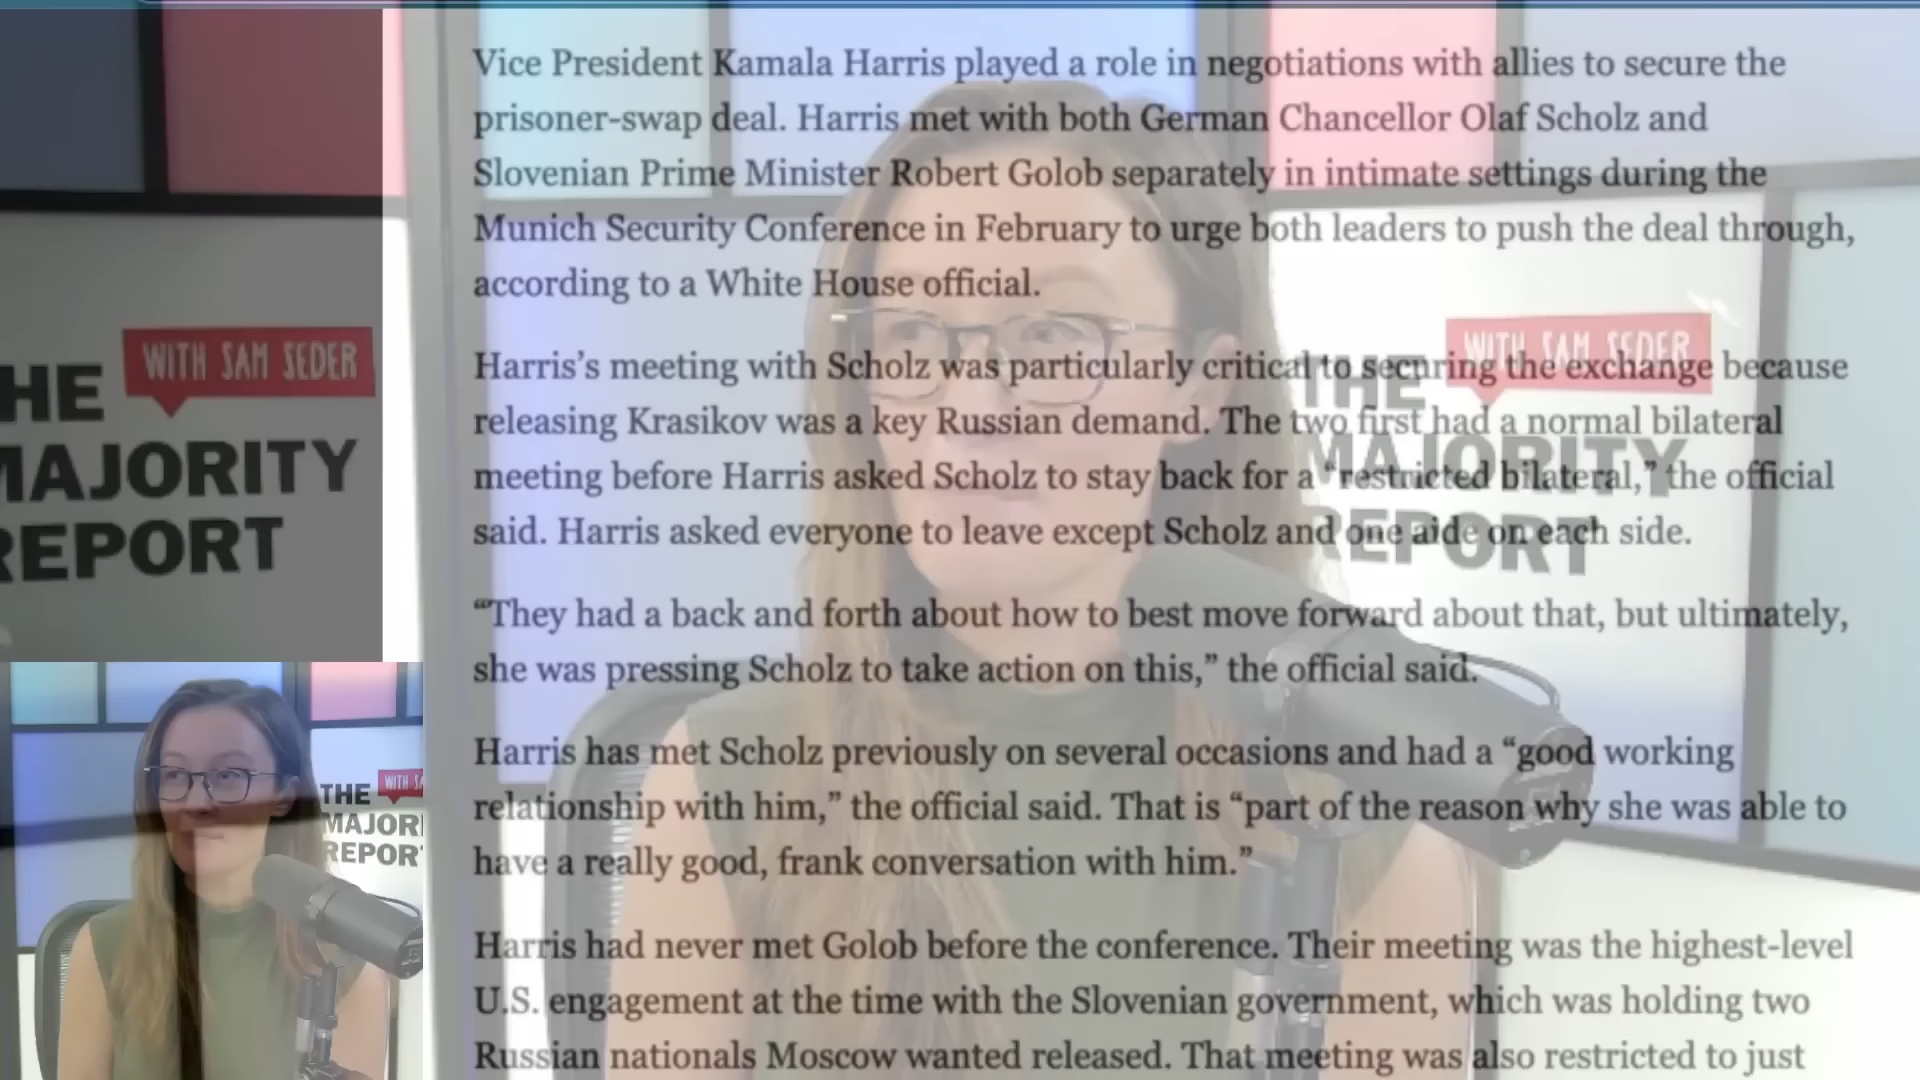 Vice President Kamala Harris played a role in negotiations with allies to secure the
prisoner-swap deal. Harris met with both German Chancellor Olaf Scholz and
Slovenian Prime Minister Robert Golob separately in intimate settings during the
Munich Security Conference in February to urge both leaders to push the deal through,
according to a White House official.
Harris’s meeting with Scholz was particularly critical to securing the exchange because
releasing Krasikov was a key Russian demand. The two first had a normal bilateral
meeting before Harris asked Scholz to stay back for a “restricted bilateral,” the official
said. Harris asked everyone to leave except Scholz and one aide on each side.
“They had a back and forth about how to best move forward about that, but ultimately,
she was pressing Scholz to take action on this,” the official said.
Harris has met Scholz previously on several occasions and had a “good working
relationship with him,” the official said. That is “part of the reason why she was able to
have a really good, frank conversation with him.”
Harris had never met Golob before the conference. Their meeting was the highest-level
U.S. engagement at the time with the Slovenian government, which was holding two
Russian nationals Moscow wanted released. That meeting was also restricted to just
HE
WITH SAM SEDER
MAJORITY
REPORT
THE
WITH SAM SEDER
MAJORITY
REPORT
THE
WITH SA
MAJORI
REPOR